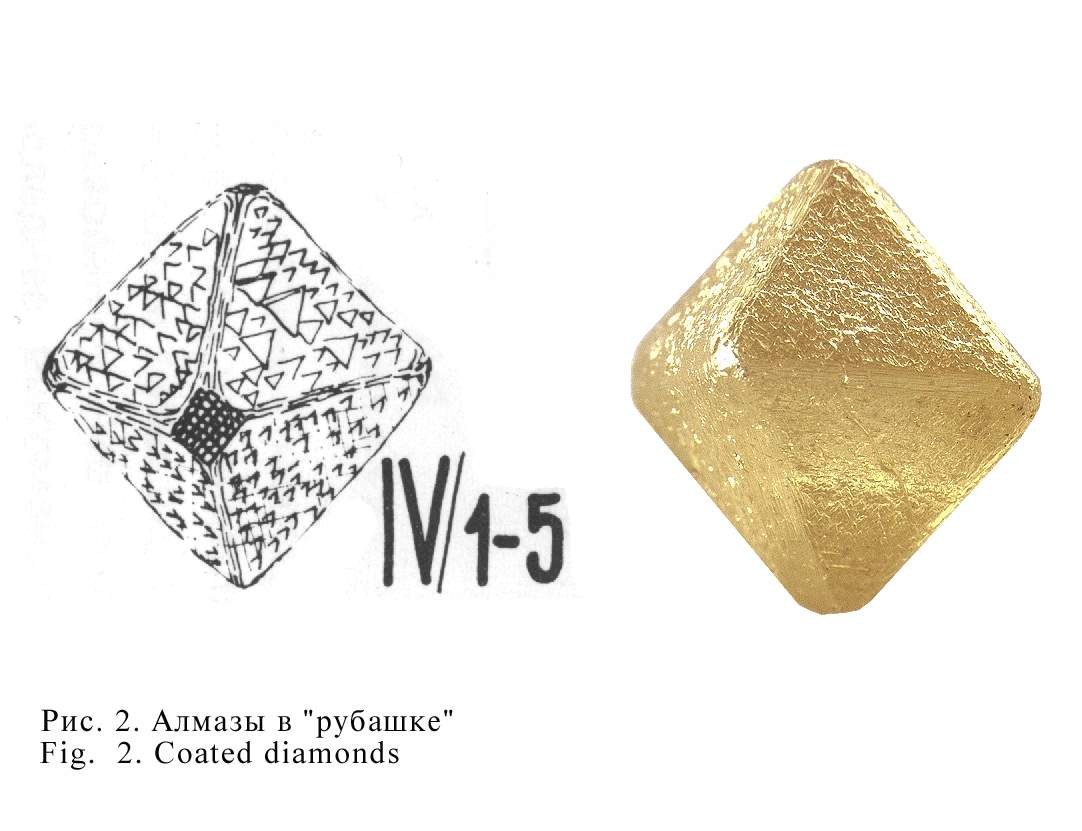 IV/1-5
Рис. 2. Алмазы в "рубашке"
Fig. 2. Coated diamonds